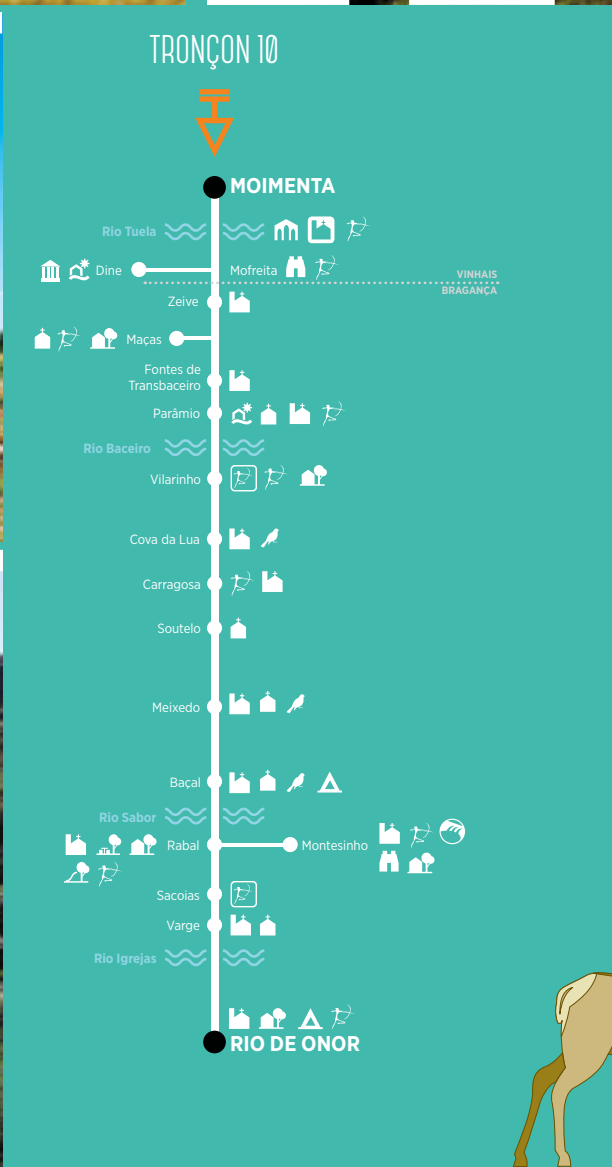 TRONÇON 10
MOIMENTA
Rio Tuela
Dine
Mofreita
VINHAIS
BRAGANÇA
Zeive
Maças
Fontes de
Transbaceiro
Parâmio
Rio Baceiro
Vilarinho
Cova da Lua
Carragosa
Soutelo
Meixedo
Baçal
Rio Sabor
Rabal
Montesinho
Sacoias
Varge
Rio Igrejas
RIO DE ONOR